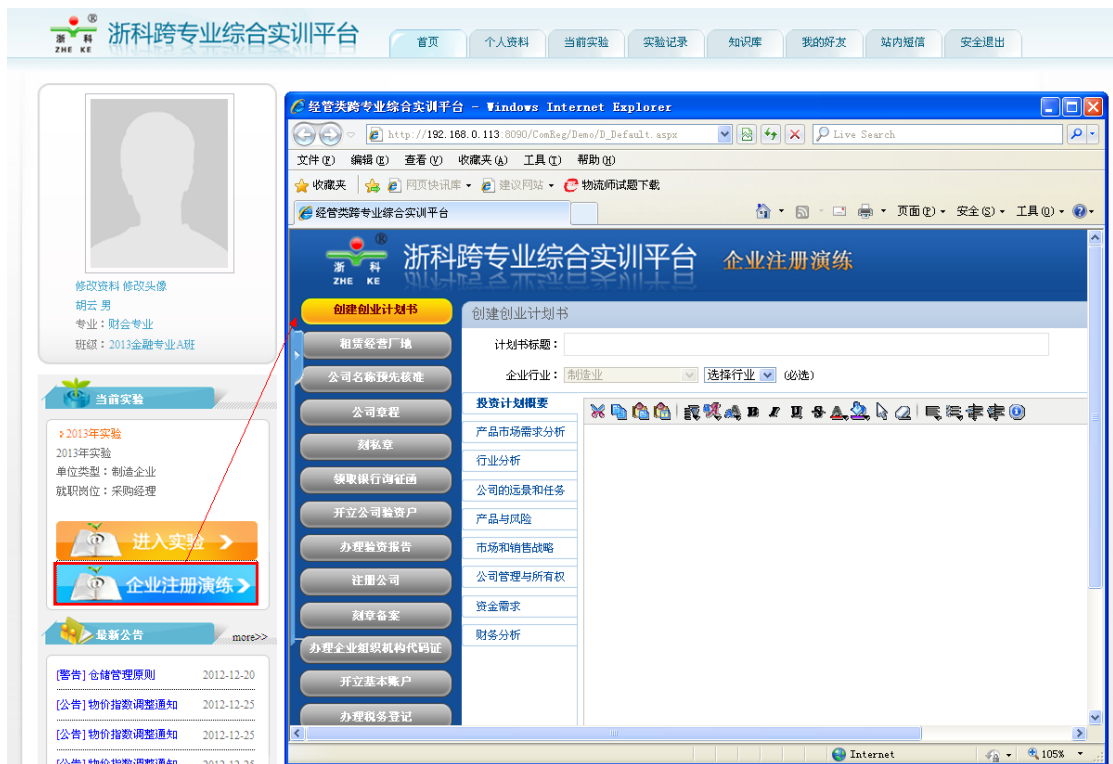 浙科 ® 浙科跨专业综合实训平台
ZHE KE
首页 个人资料 当前实验 实验记录 知识库 我的好友 站内短信 安全退出
修改资料 修改头像
胡云 男
专业：财会专业
班级：2013金融专业A班
当前实验
2013年实验
2013年实验
单位类型：制造企业
就职岗位：采购经理
进入实验
企业注册演练
最新公告 more>>
[警告] 仓储管理原则 2012-12-20
[公告] 物价指数调整通知 2012-12-25
[公告] 物价指数调整通知 2012-12-25
[公告] 物价指数调整通知 2012-12-25
经管类跨专业综合实训平台 - Windows Internet Explorer
http://192.168.0.113:8090/ComReg/Demo/D_Default.aspx Live Search
文件(F) 编辑(E) 查看(V) 收藏夹(A) 工具(T) 帮助(H)
收藏夹 网页快讯库 建议网站 物流师试题下载
经管类跨专业综合实训平台 页面(P) 安全(S) 工具(O)
浙科 ® 浙科跨专业综合实训平台 企业注册演练
ZHE KE
创建创业计划书
租赁经营厂地
公司名称预先核准
公司章程
刻私章
领取银行询征函
开立公司验资户
办理验资报告
注册公司
刻章备案
办理企业组织机构代码证
开立基本账户
办理税务登记
创建创业计划书
计划书标题：
企业行业： 制造业 选择行业 (必选)
投资计划概要
产品市场需求分析
行业分析
公司的远景和任务
产品与风险
市场和销售战略
公司管理与所有权
资金需求
财务分析
Internet 105%